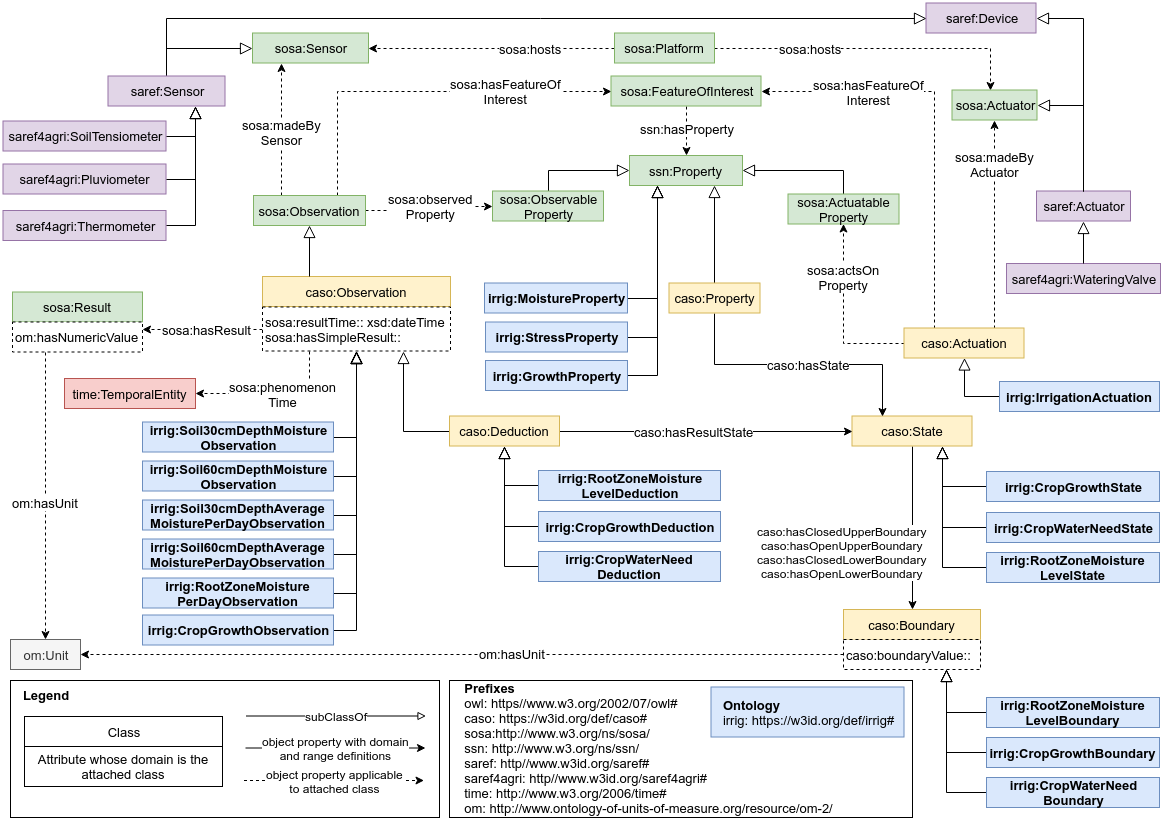 saref:Device
sosa:Sensor
sosa:hosts
sosa:Platform
sosa:hosts
saref:Sensor
sosa:hasFeatureOf
Interest
sosa:FeatureOfInterest
sosa:hasFeatureOf
Interest
sosa:Actuator
saref4agri:SoilTensiometer
sosa:madeBy
Sensor
ssn:hasProperty
saref4agri:Pluviometer
ssn:Property
sosa:madeBy
Actuator
saref4agri:Thermometer
sosa:Observation
sosa:observed
Property
sosa:Observable
Property
sosa:Actuatable
Property
saref:Actuator
sosa:actsOn
Property
saref4agri:WateringValve
sosa:Result
om:hasNumericValue
sosa:hasResult
caso:Observation
sosa:resultTime:: xsd:dateTime
sosa:hasSimpleResult::
irrig:MoistureProperty
caso:Property
irrig:StressProperty
caso:Actuation
irrig:GrowthProperty
caso:hasState
time:TemporalEntity
sosa:phenomenon
Time
irrig:IrrigationActuation
irrig:Soil30cmDepthMoisture
Observation
caso:Deduction
caso:hasResultState
caso:State
irrig:Soil60cmDepthMoisture
Observation
irrig:RootZoneMoisture
LevelDeduction
irrig:CropGrowthState
om:hasUnit
irrig:Soil30cmDepthAverage
MoisturePerDayObservation
irrig:CropGrowthDeduction
irrig:CropWaterNeedState
irrig:Soil60cmDepthAverage
MoisturePerDayObservation
irrig:CropWaterNeed
Deduction
caso:hasClosedUpperBoundary
caso:hasOpenUpperBoundary
caso:hasClosedLowerBoundary
caso:hasOpenLowerBoundary
irrig:RootZoneMoisture
LevelState
irrig:RootZoneMoisture
PerDayObservation
irrig:CropGrowthObservation
caso:Boundary
caso:boundaryValue::
om:Unit
om:hasUnit
Legend
Class
Attribute whose domain is the
attached class
subClassOf
object property with domain
and range definitions
object property applicable
to attached class
Prefixes
owl: https//www.w3.org/2002/07/owl#
caso: https://w3id.org/def/caso#
sosa:http://www.w3.org/ns/sosa/
ssn: http://www.w3.org/ns/ssn/
saref: http//www.w3id.org/saref#
saref4agri: http//www.w3id.org/saref4agri#
time: http://www.w3.org/2006/time#
om: http://www.ontology-of-units-of-measure.org/resource/om-2/
Ontology
irrig: https://w3id.org/def/irrig#
irrig:RootZoneMoisture
LevelBoundary
irrig:CropGrowthBoundary
irrig:CropWaterNeed
Boundary